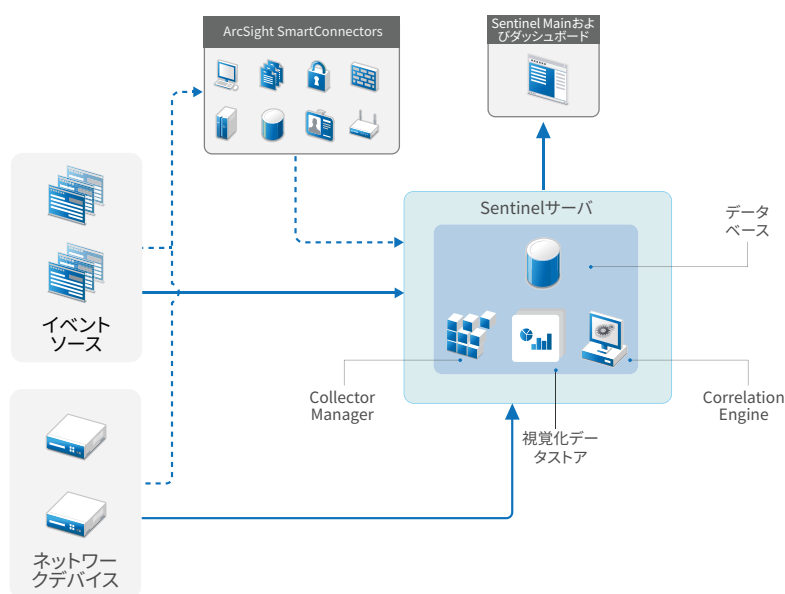 ArcSight SmartConnectors
Sentinel Mainおよ
びダッシュボード
Sentinelサーバ
データ
ベース
イベント
ソース
Collector
Manager
Correlation
Engine
視覚化デー
タストア
ネットワー
クデバイス